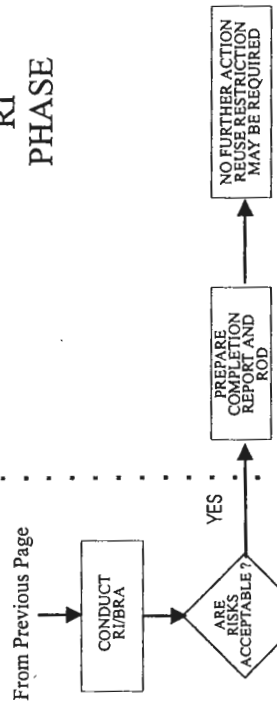 RI
PHASE
From Previous Page
CONDUCT
RI/BRA
ARE
RISKS
ACCEPTABLE ?
YES
PREPARE
COMPLETION
REPORT AND
ROD
NO FURTHER ACTION
REUSE RESTRICTION
MAY BE REQUIRED